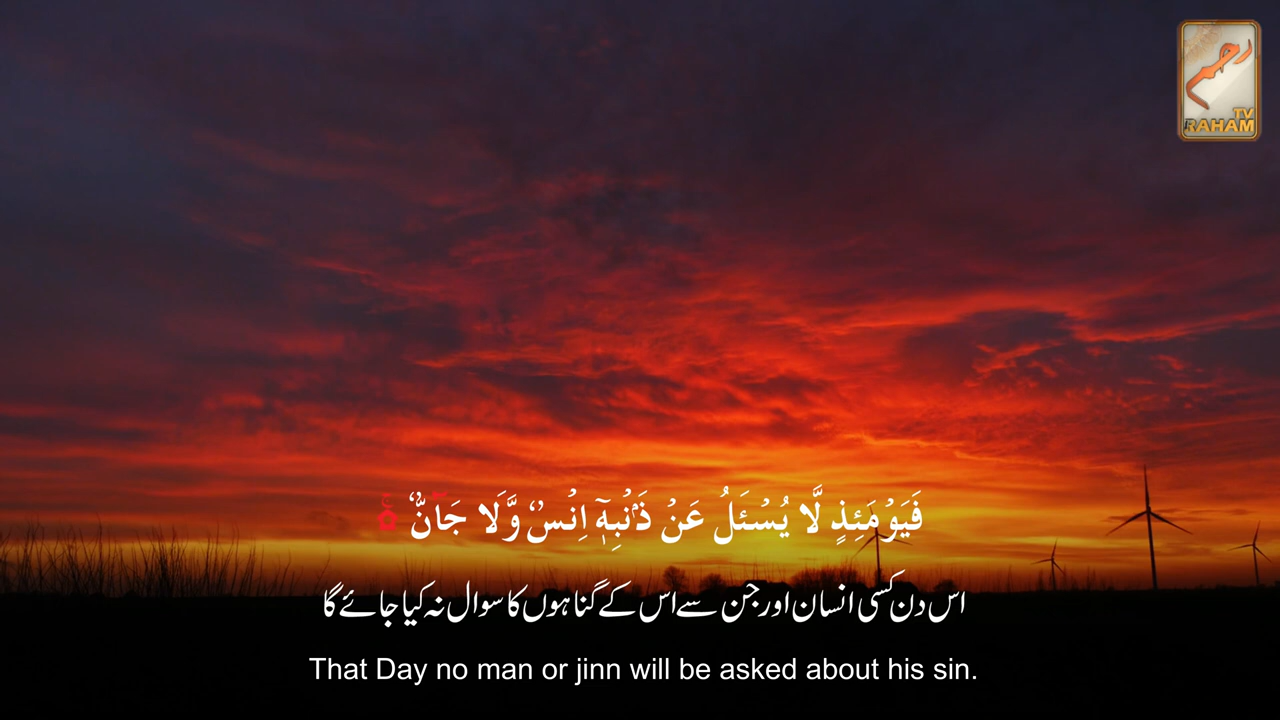 رحم
TV
RAHAM
فَيَوۡمَئِذٍ لَّا يُسۡـَٔلُ عَنۡ ذَنۡۢبِهٖۤ اِنۡسٌ وَّلَا جَآنٌّ‌ۚ‏
اس دن کسی انسان اور جن سے اس کے گناہوں کا سوال نہ کیا جائے گا
That Day no man or jinn will be asked about his sin.